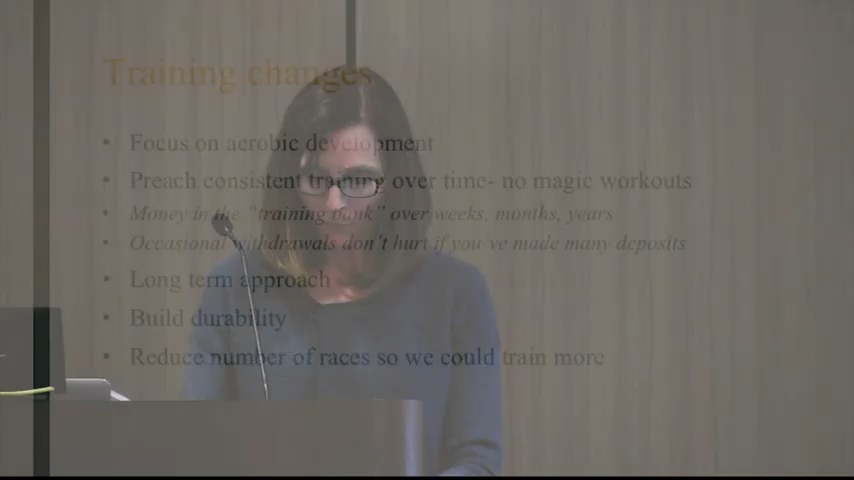 Training changes
• Focus on aerobic development
• Preach consistent training over time- no magic workouts
• Money in the “training bank” over weeks, months, years
• Occasional withdrawals don’t hurt if you’ve made many deposits
• Long term approach
• Build durability
• Reduce number of races so we could train more